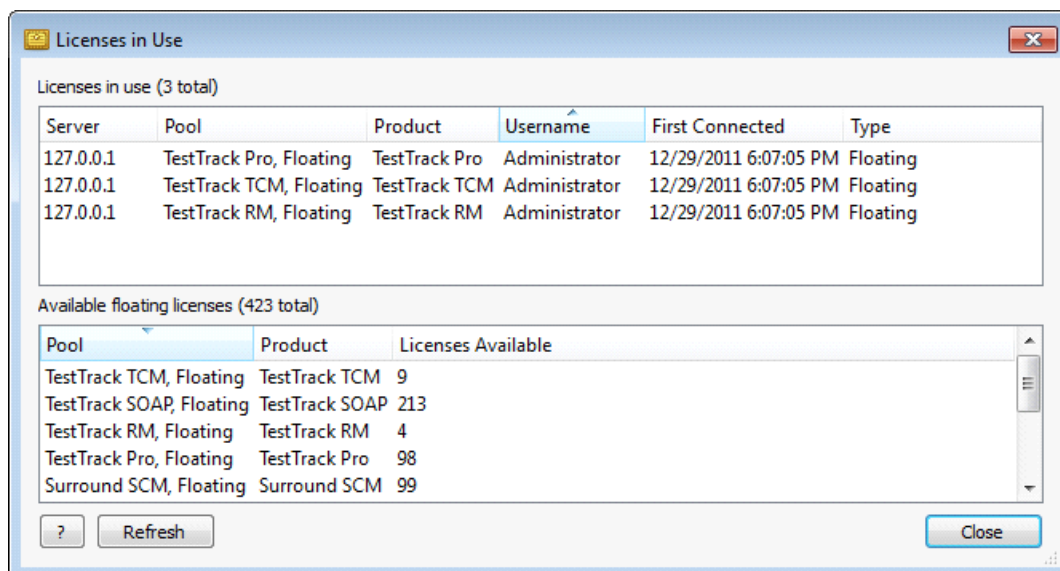 Licenses in Use
Licenses in use (3 total)
Server Pool Product Username First Connected Type
127.0.0.1 TestTrack Pro, Floating TestTrack Pro Administrator 12/29/2011 6:07:05 PM Floating
127.0.0.1 TestTrack TCM, Floating TestTrack TCM Administrator 12/29/2011 6:07:05 PM Floating
127.0.0.1 TestTrack RM, Floating TestTrack RM Administrator 12/29/2011 6:07:05 PM Floating
Available floating licenses (423 total)
Pool Product Licenses Available
TestTrack TCM, Floating TestTrack TCM 9
TestTrack SOAP, Floating TestTrack SOAP 213
TestTrack RM, Floating TestTrack RM 4
TestTrack Pro, Floating TestTrack Pro 98
Surround SCM, Floating Surround SCM 99
? Refresh Close